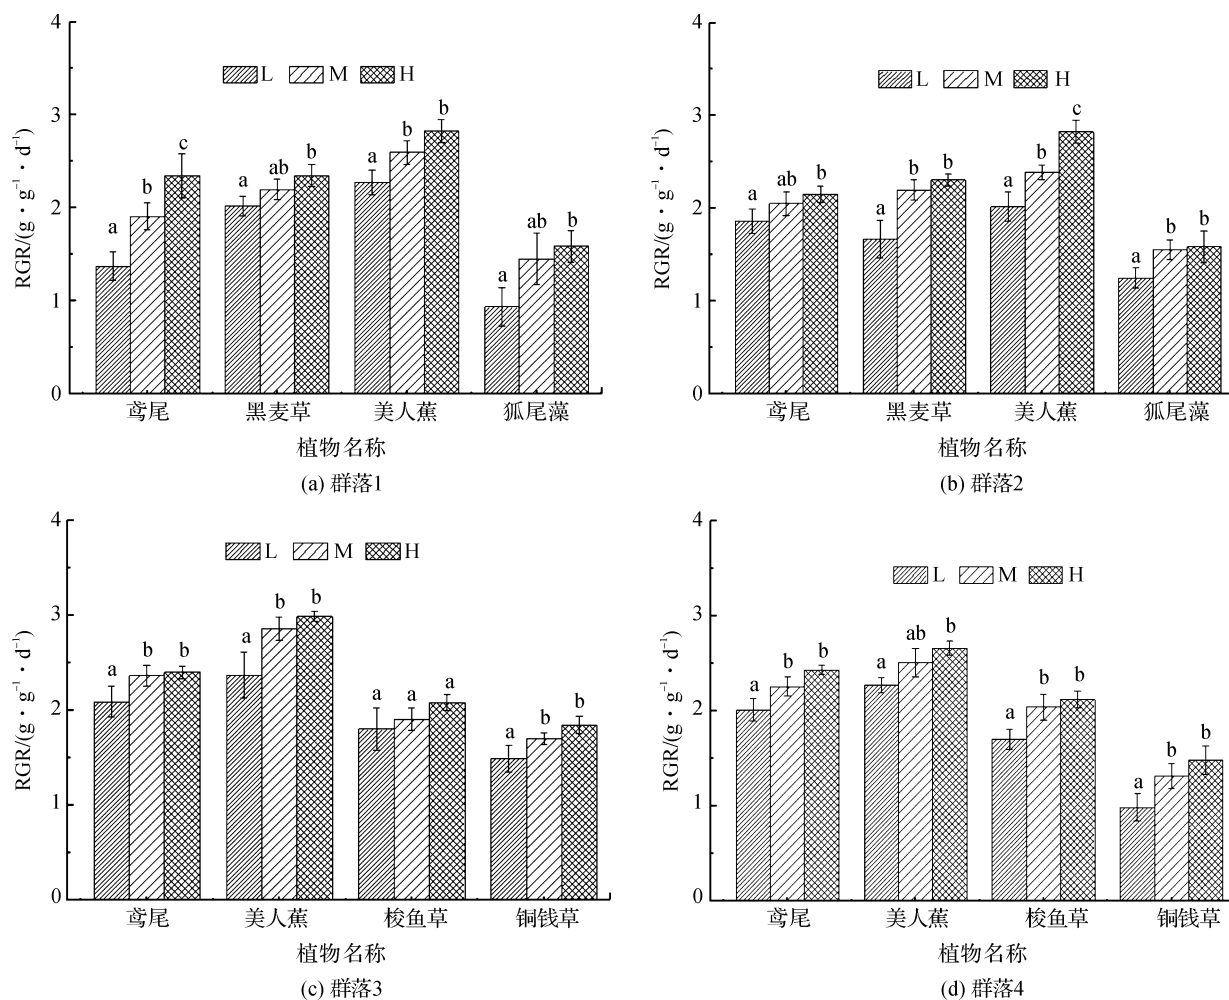 4
3
2
1
0
RGR/(g·g⁻¹·d⁻¹)
L M H
a b c
a ab b
a b b
a ab b
鸢尾 黑麦草 美人蕉 狐尾藻
植物名称
(a) 群落1
4
3
2
1
0
RGR/(g·g⁻¹·d⁻¹)
L M H
a ab b
a b b
a b c
a b b
鸢尾 黑麦草 美人蕉 狐尾藻
植物名称
(b) 群落2
4
3
2
1
0
RGR/(g·g⁻¹·d⁻¹)
L M H
a b b
a b b
a a a
a b b
鸢尾 美人蕉 梭鱼草 铜钱草
植物名称
(c) 群落3
4
3
2
1
0
RGR/(g·g⁻¹·d⁻¹)
L M H
a b b
a ab b
a b b
a b b
鸢尾 美人蕉 梭鱼草 铜钱草
植物名称
(d) 群落4